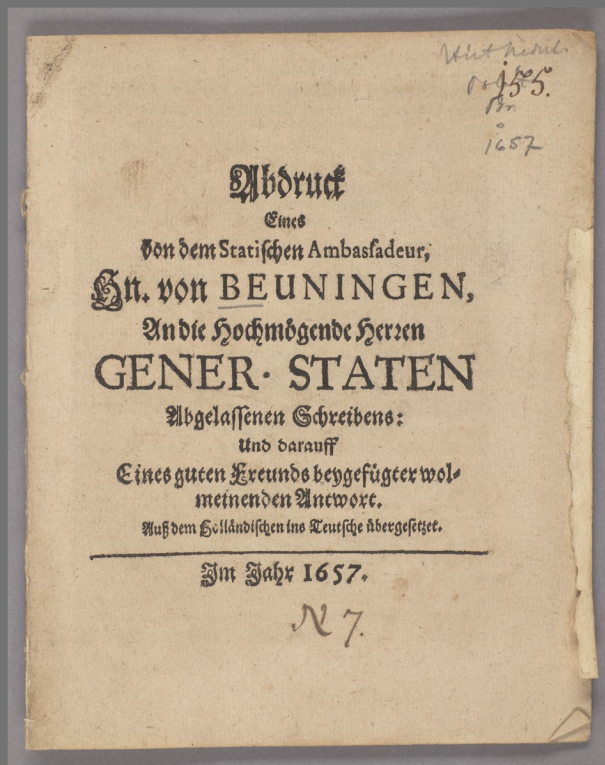 155.
1657
Abdruck
Eines
Von dem Statischen Ambassadeur,
Hn. von BEUNINGEN,
An die Hochmögende Herren
GENER. STATEN
Abgelassenen Schreibens:
Und darauff
Eines guten Freunds beygefügter wol-
meinenden Antwort.
Auß dem Holländischen ins Teutsche übergesetzet.
Im Jahr 1657.
N 7.